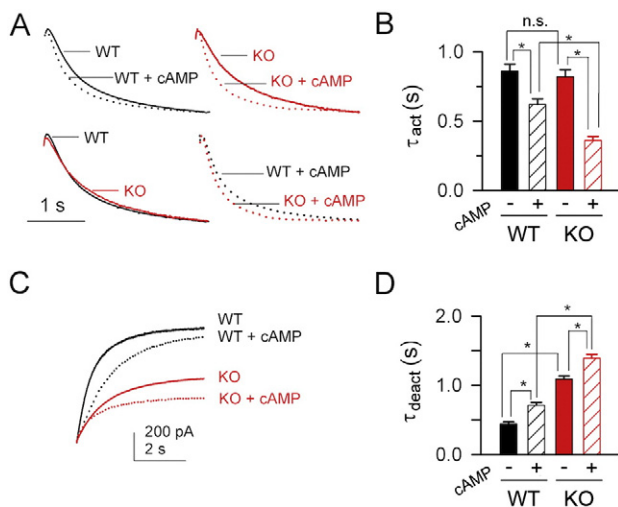 A
WT
WT + cAMP
KO
KO + cAMP
WT
KO
WT + cAMP
KO + cAMP
1 s
B
n.s.
*
*
*
τact (s)
1.0
0.5
0.0
cAMP - + - +
WT KO
C
WT
WT + cAMP
KO
KO + cAMP
200 pA
2 s
D
*
*
*
*
τdeact (s)
2.0
1.0
0.0
cAMP - + - +
WT KO